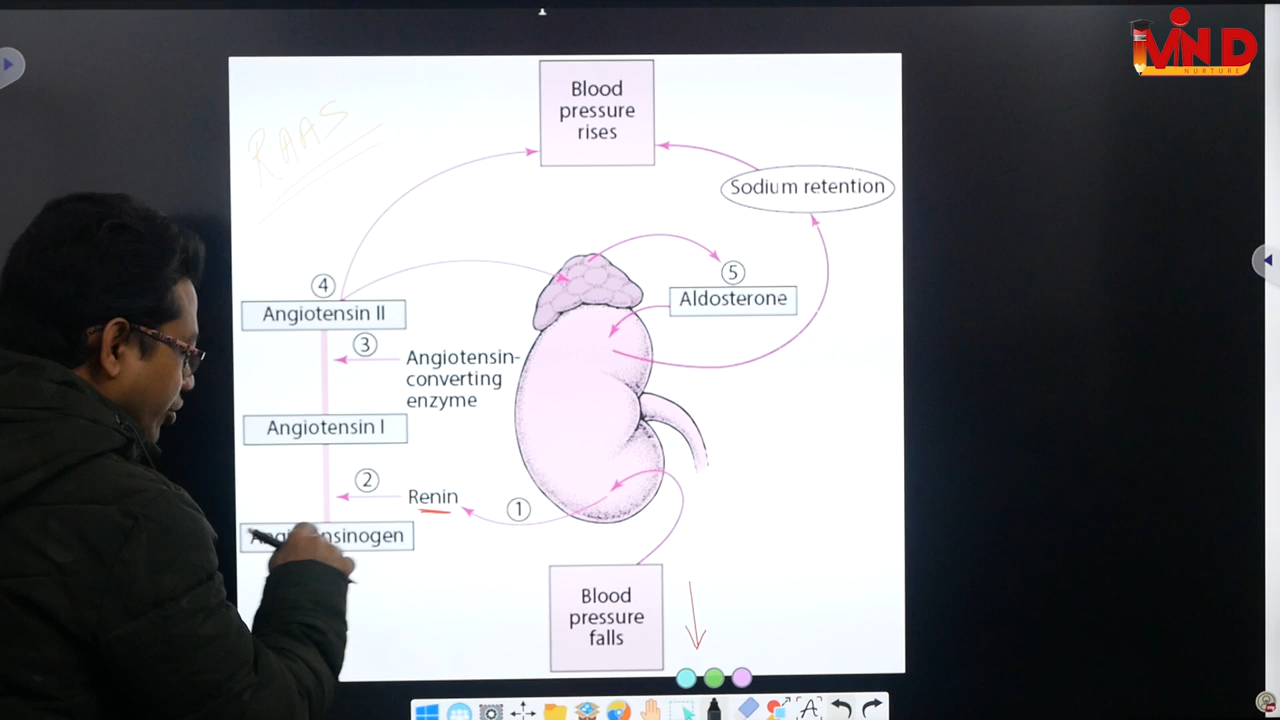 MIND
NURTURE
RAAS
Blood
pressure
rises
Sodium retention
4
5
Angiotensin II
Aldosterone
3
Angiotensin-
converting
enzyme
Angiotensin I
2
Renin
1
Angiotensinogen
Blood
pressure
falls
A